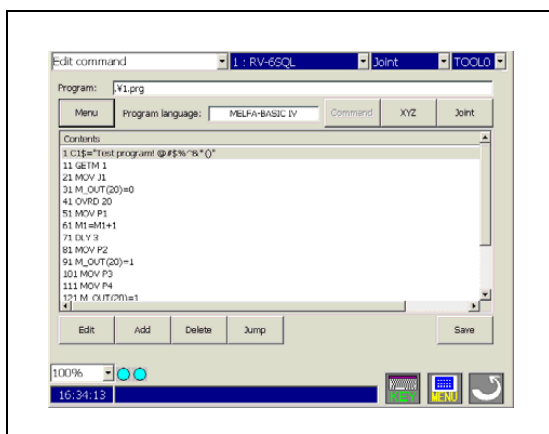 Edit command 1 : RV-6SQL Joint TOOL0
Program: .¥1.prg
Menu Program language: MELFA-BASIC IV Command XYZ Joint
Contents
1 C1$="Test program! @#$%^&*()"
11 GETM 1
21 MOV J1
31 M_OUT(20)=0
41 OVRD 20
51 MOV P1
61 M1=M1+1
71 DLY 3
81 MOV P2
91 M_OUT(20)=1
101 MOV P3
111 MOV P4
121 M_OUT(20)=1
Edit Add Delete Jump Save
100%
16:34:13 KEY MENU